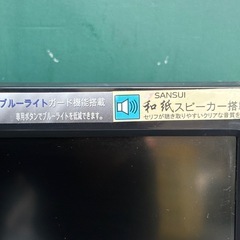 ブルーライトガード機能搭載
専用ボタンでブルーライトを低減できます。
SANSUI
和紙スピーカー搭
セリフが聴き取りやすいクリアな音質を